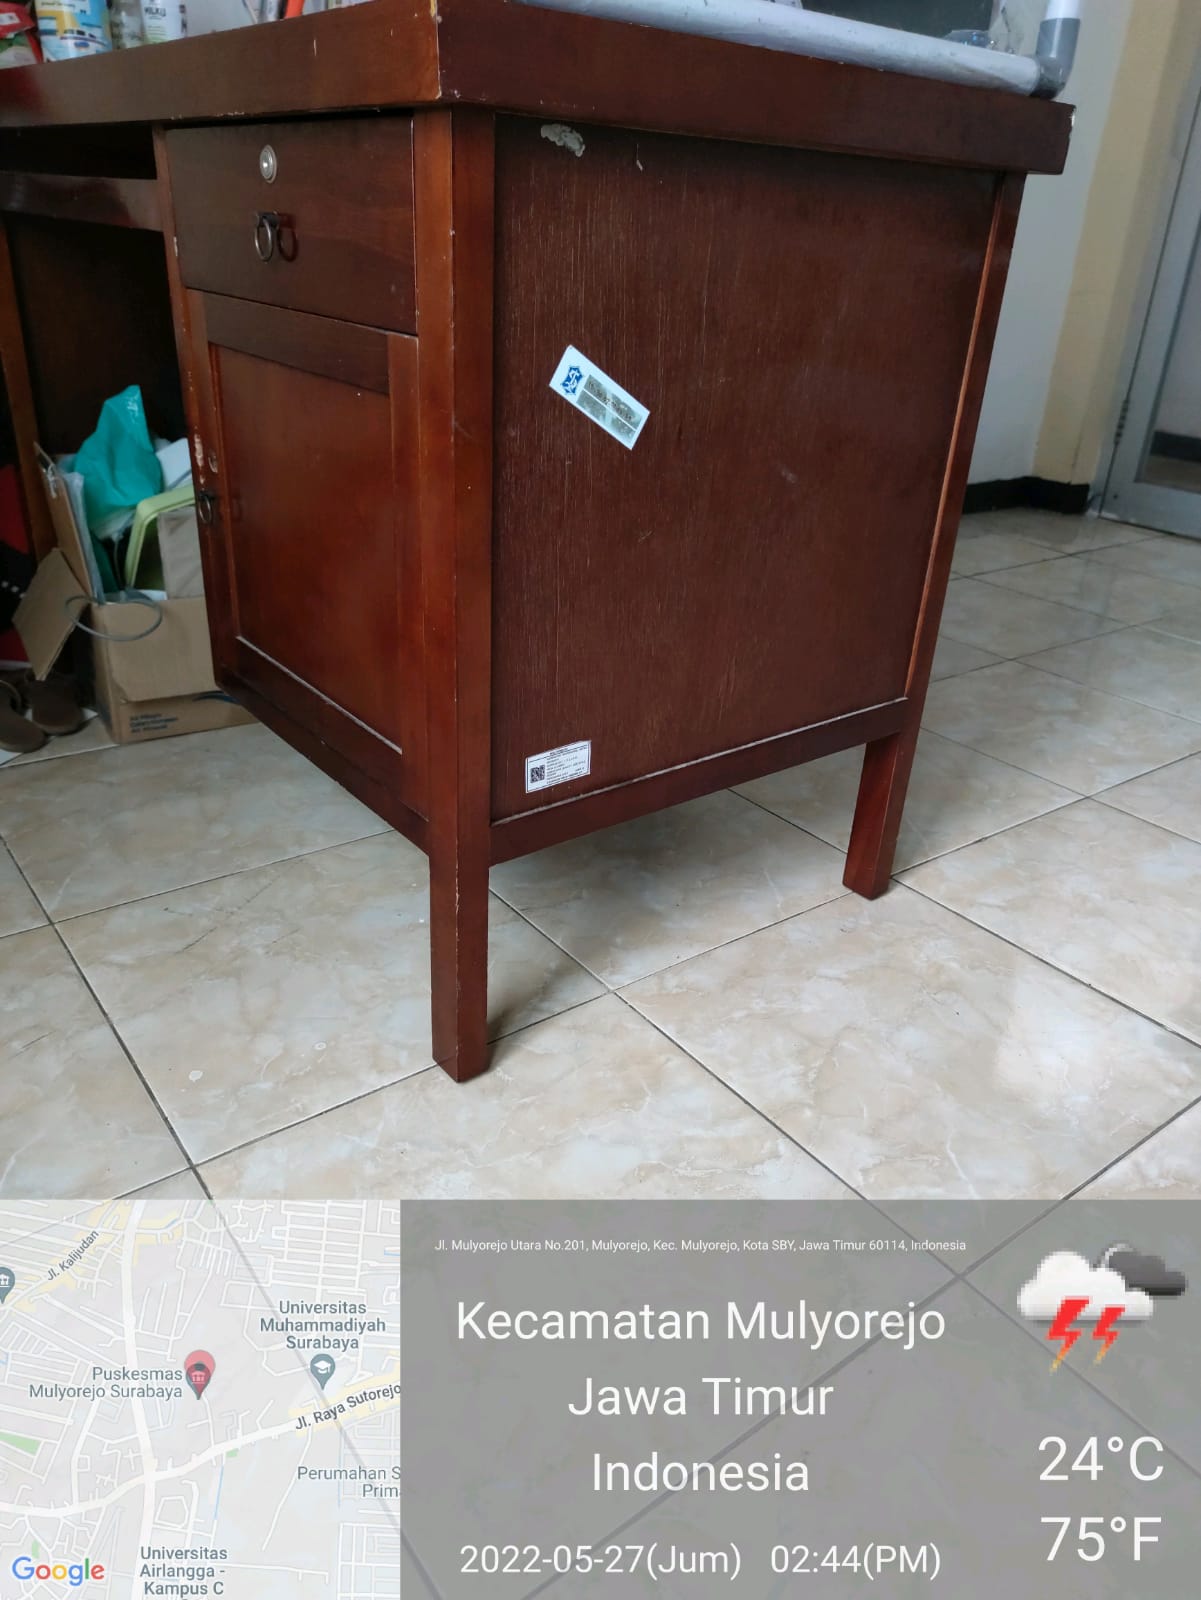 Jl. Mulyorejo Utara No.201, Mulyorejo, Kec. Mulyorejo, Kota SBY, Jawa Timur 60114, Indonesia
Kecamatan Mulyorejo
Jawa Timur
Indonesia
2022-05-27(Jum) 02:44(PM)
24°C
75°F
Jl. Kalijudan
Universitas
Muhammadiyah
Surabaya
Puskesmas
Mulyorejo Surabaya
Jl. Raya Sutorejo
Perumahan S
Prim
Universitas
Airlangga -
Kampus C
Google